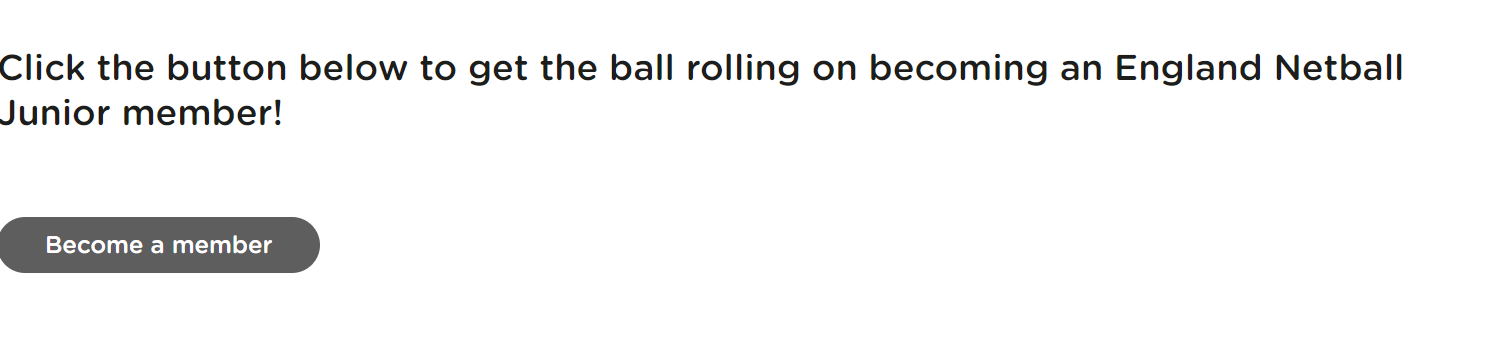 Click the button below to get the ball rolling on becoming an England Netball
Junior member!
Become a member